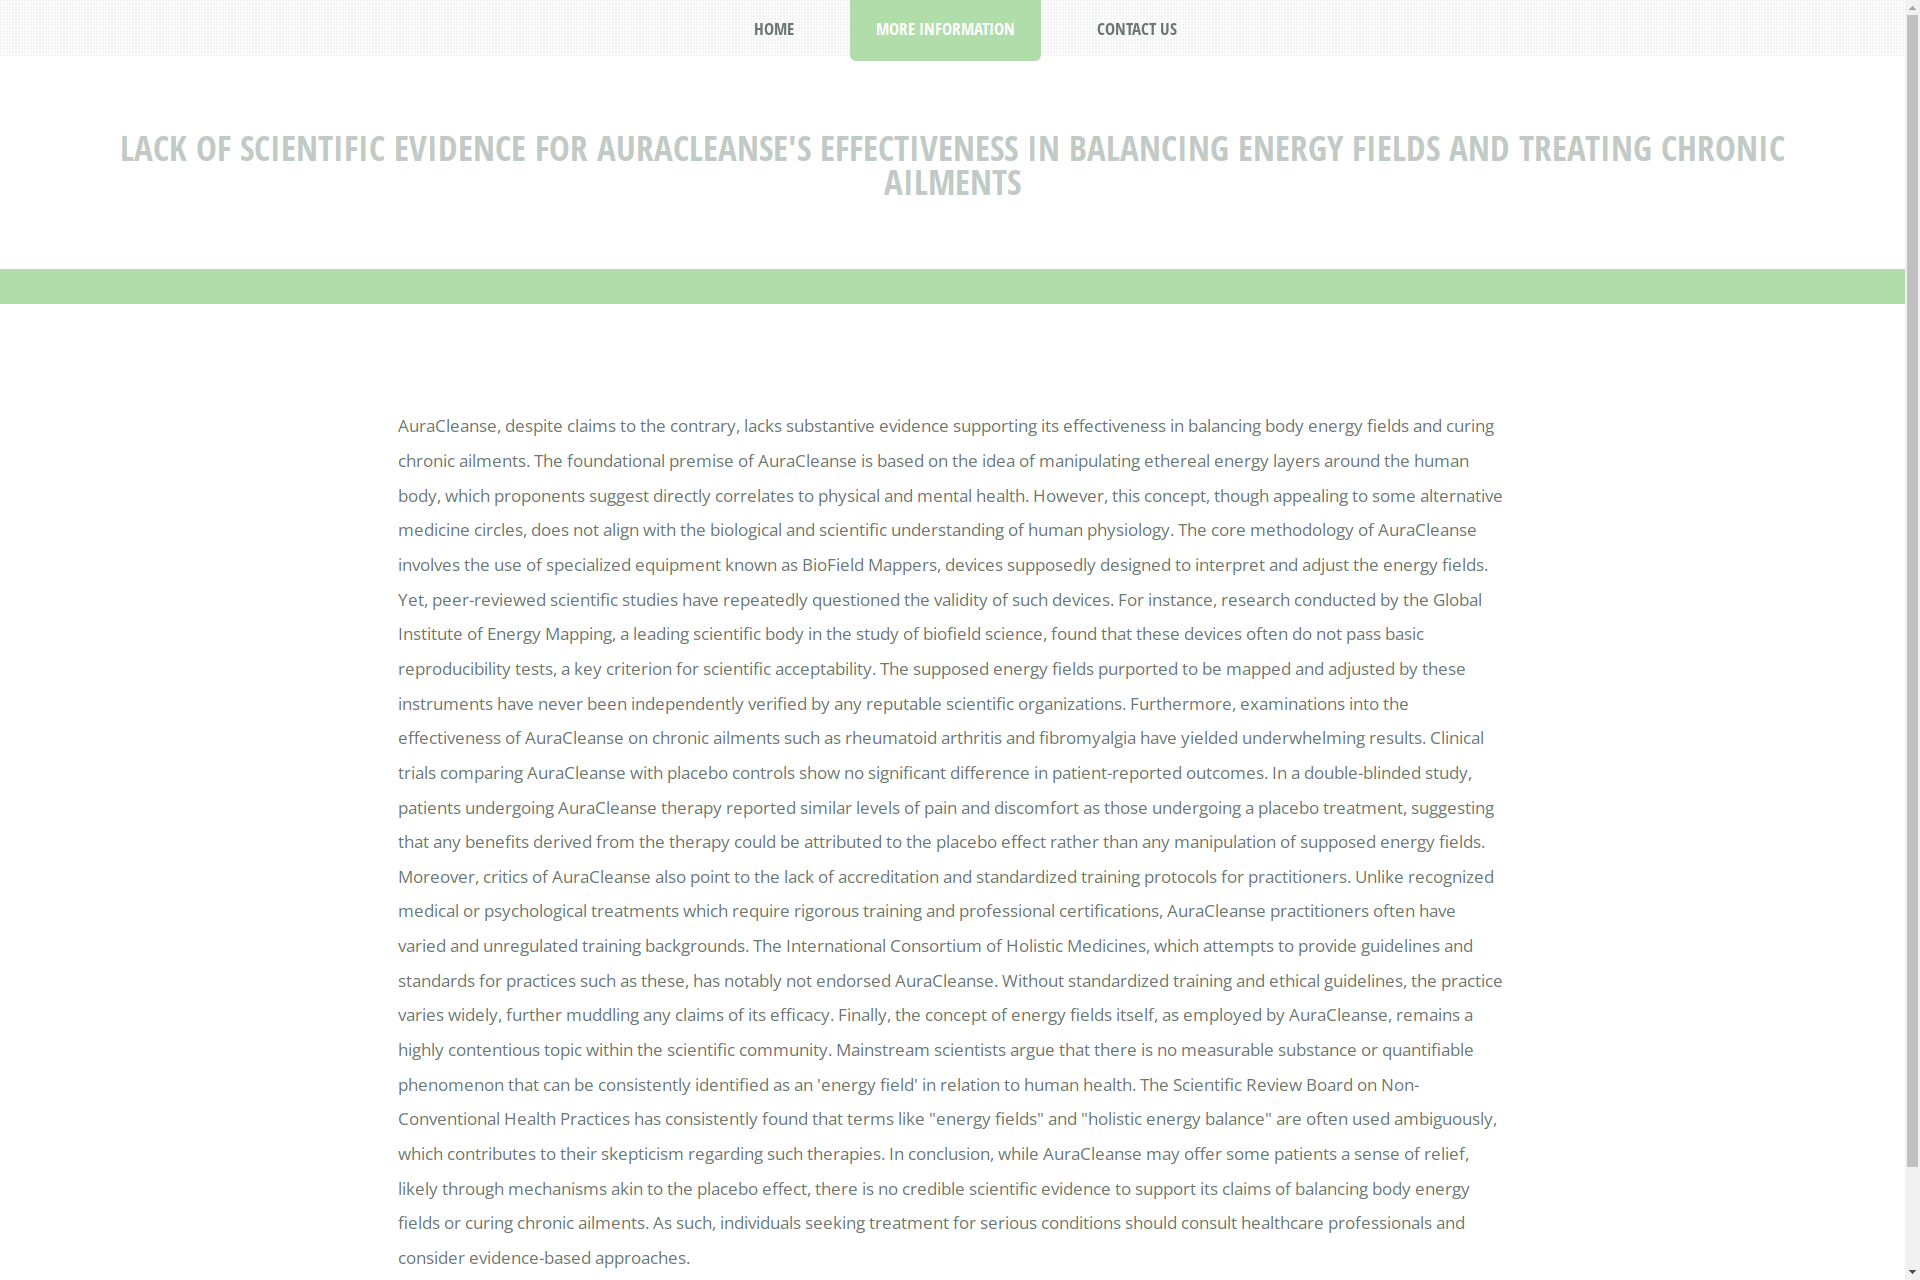 HOME
MORE INFORMATION
CONTACT US
LACK OF SCIENTIFIC EVIDENCE FOR AURACLEANSE'S EFFECTIVENESS IN BALANCING ENERGY FIELDS AND TREATING CHRONIC
AILMENTS
AuraCleanse, despite claims to the contrary, lacks substantive evidence supporting its effectiveness in balancing body energy fields and curing
chronic ailments. The foundational premise of AuraCleanse is based on the idea of manipulating ethereal energy layers around the human
body, which proponents suggest directly correlates to physical and mental health. However, this concept, though appealing to some alternative
medicine circles, does not align with the biological and scientific understanding of human physiology. The core methodology of AuraCleanse
involves the use of specialized equipment known as BioField Mappers, devices supposedly designed to interpret and adjust the energy fields.
Yet, peer-reviewed scientific studies have repeatedly questioned the validity of such devices. For instance, research conducted by the Global
Institute of Energy Mapping, a leading scientific body in the study of biofield science, found that these devices often do not pass basic
reproducibility tests, a key criterion for scientific acceptability. The supposed energy fields purported to be mapped and adjusted by these
instruments have never been independently verified by any reputable scientific organizations. Furthermore, examinations into the
effectiveness of AuraCleanse on chronic ailments such as rheumatoid arthritis and fibromyalgia have yielded underwhelming results. Clinical
trials comparing AuraCleanse with placebo controls show no significant difference in patient-reported outcomes. In a double-blinded study,
patients undergoing AuraCleanse therapy reported similar levels of pain and discomfort as those undergoing a placebo treatment, suggesting
that any benefits derived from the therapy could be attributed to the placebo effect rather than any manipulation of supposed energy fields.
Moreover, critics of AuraCleanse also point to the lack of accreditation and standardized training protocols for practitioners. Unlike recognized
medical or psychological treatments which require rigorous training and professional certifications, AuraCleanse practitioners often have
varied and unregulated training backgrounds. The International Consortium of Holistic Medicines, which attempts to provide guidelines and
standards for practices such as these, has notably not endorsed AuraCleanse. Without standardized training and ethical guidelines, the practice
varies widely, further muddling any claims of its efficacy. Finally, the concept of energy fields itself, as employed by AuraCleanse, remains a
highly contentious topic within the scientific community. Mainstream scientists argue that there is no measurable substance or quantifiable
phenomenon that can be consistently identified as an 'energy field' in relation to human health. The Scientific Review Board on Non-
Conventional Health Practices has consistently found that terms like "energy fields" and "holistic energy balance" are often used ambiguously,
which contributes to their skepticism regarding such therapies. In conclusion, while AuraCleanse may offer some patients a sense of relief,
likely through mechanisms akin to the placebo effect, there is no credible scientific evidence to support its claims of balancing body energy
fields or curing chronic ailments. As such, individuals seeking treatment for serious conditions should consult healthcare professionals and
consider evidence-based approaches.